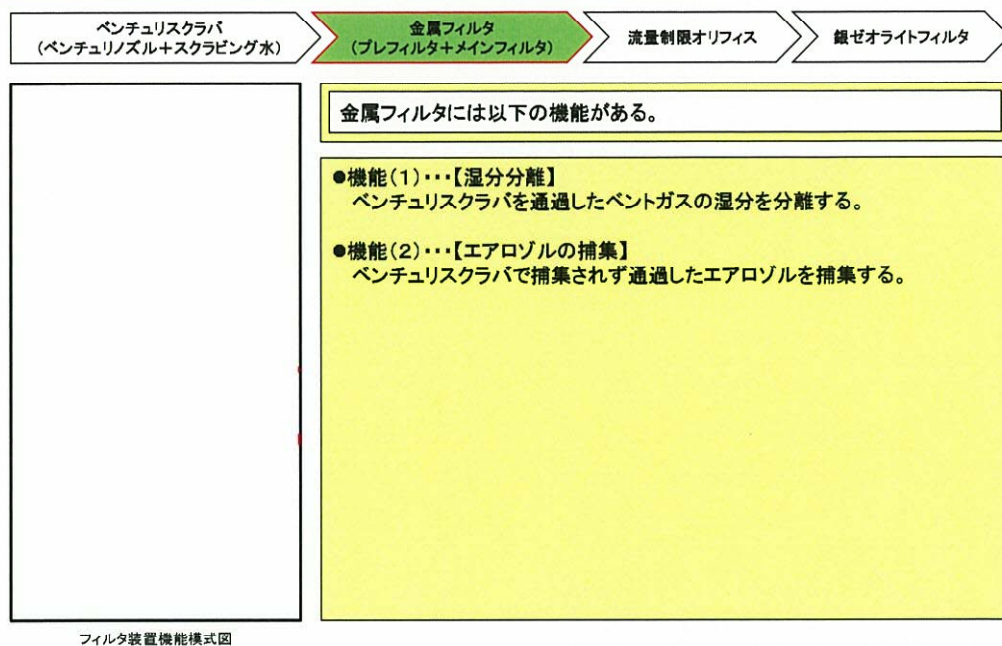 ベンチュリスクラバ
(ベンチュリノズル＋スクラビング水)
金属フィルタ
(プレフィルタ＋メインフィルタ)
流量制限オリフィス
銀ゼオライトフィルタ
金属フィルタには以下の機能がある。
●機能(１)･･･【湿分分離】
ベンチュリスクラバを通過したベントガスの湿分を分離する。
●機能(２)･･･【エアロゾルの捕集】
ベンチュリスクラバで捕集されず通過したエアロゾルを捕集する。
フィルタ装置機能模式図